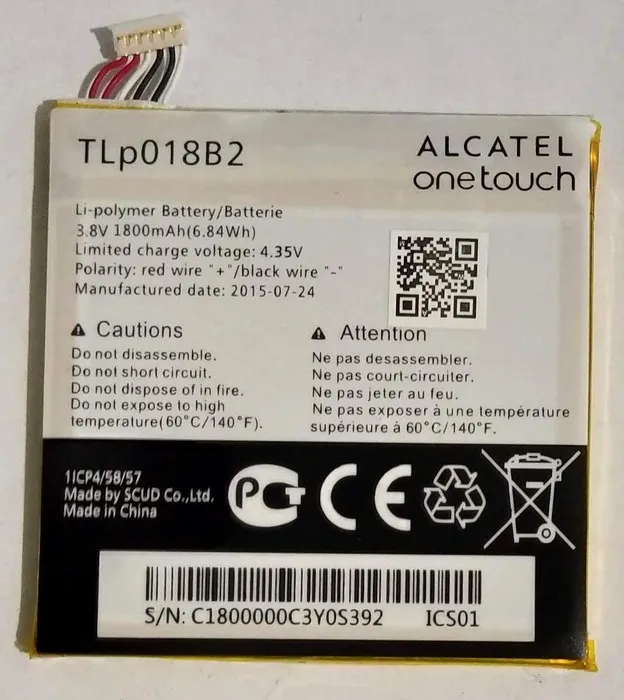 TLp018B2
ALCATEL
onetouch
Li-polymer Battery/Batterie
3.8V 1800mAh(6.84Wh)
Limited charge voltage: 4.35V
Polarity: red wire "+"/black wire "-"
Manufactured date: 2015-07-24
Cautions
Do not disassemble.
Do not short circuit.
Do not dispose of in fire.
Do not expose to high
temperature(60°C/140°F).
Attention
Ne pas desassembler.
Ne pas court-circuiter.
Ne pas jeter au feu.
Ne pas exposer à une température
supérieure à 60°C/140°F.
1ICP4/58/57
Made by SCUD Co.,Ltd.
Made in China
PCT
CE
S/N: C1800000C3Y0S392
ICS01